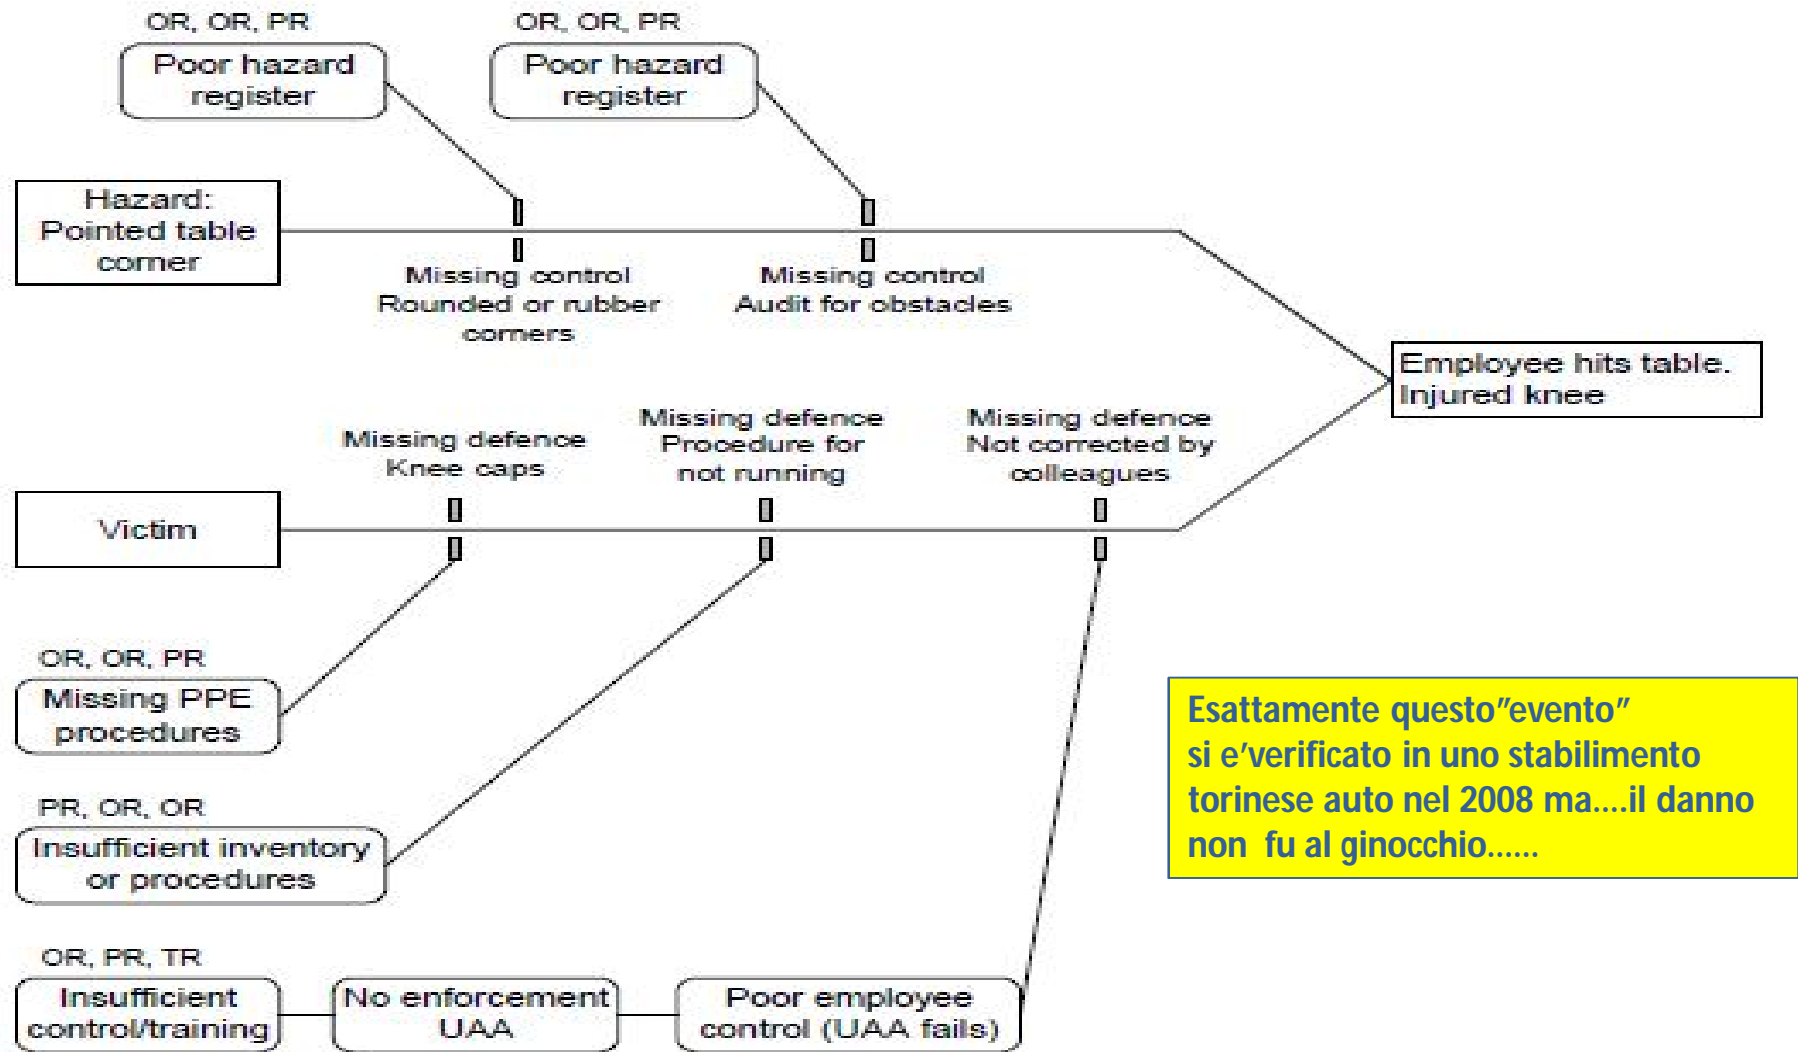 OR, OR, PR
Poor hazard
register
OR, OR, PR
Poor hazard
register
Hazard:
Pointed table
corner
Missing control
Rounded or rubber
corners
Missing control
Audit for obstacles
Employee hits table.
Injured knee
Missing defence
Knee caps
Missing defence
Procedure for
not running
Missing defence
Not corrected by
colleagues
Victim
OR, OR, PR
Missing PPE
procedures
PR, OR, OR
Insufficient inventory
or procedures
OR, PR, TR
Insufficient
control/training
No enforcement
UAA
Poor employee
control (UAA fails)
Esattamente questo"evento"
si e'verificato in uno stabilimento
torinese auto nel 2008 ma....il danno
non fu al ginocchio......